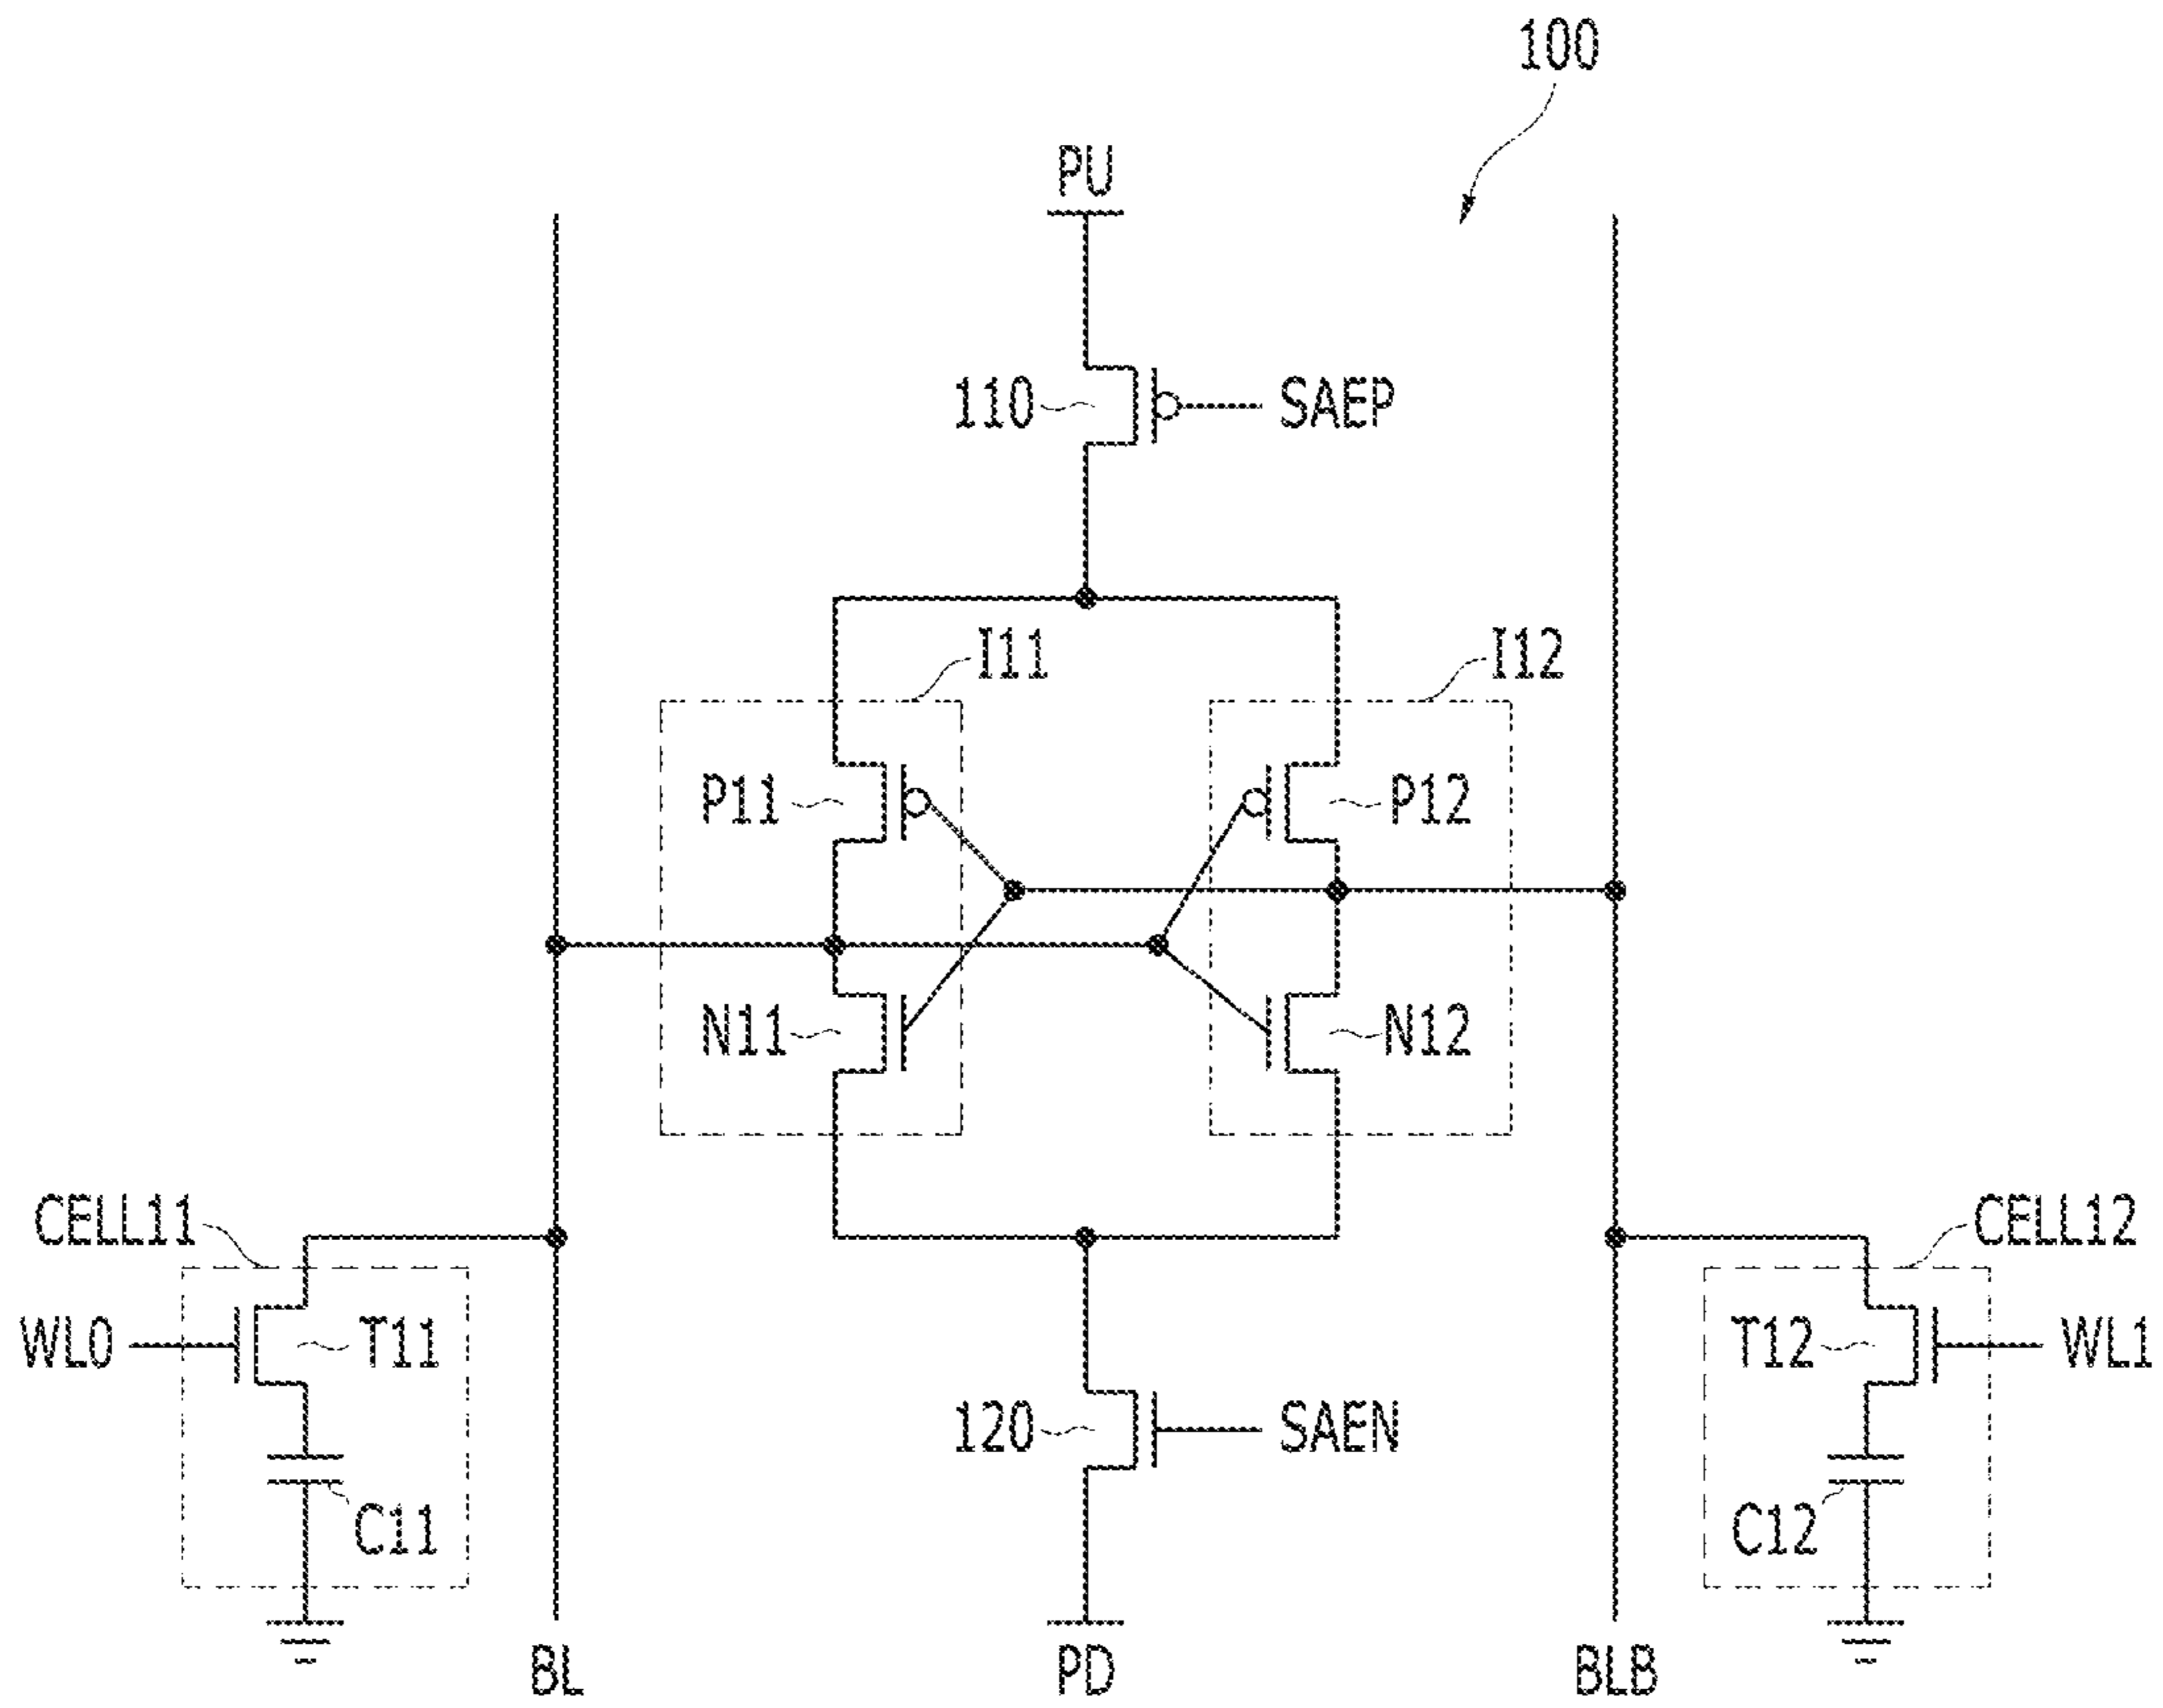 100
PU
110
SAEP
I11
I12
P11
P12
N11
N12
CELL11
CELL12
WL0
T11
T12
WL1
120
SAEN
C11
C12
BL
PD
BLB